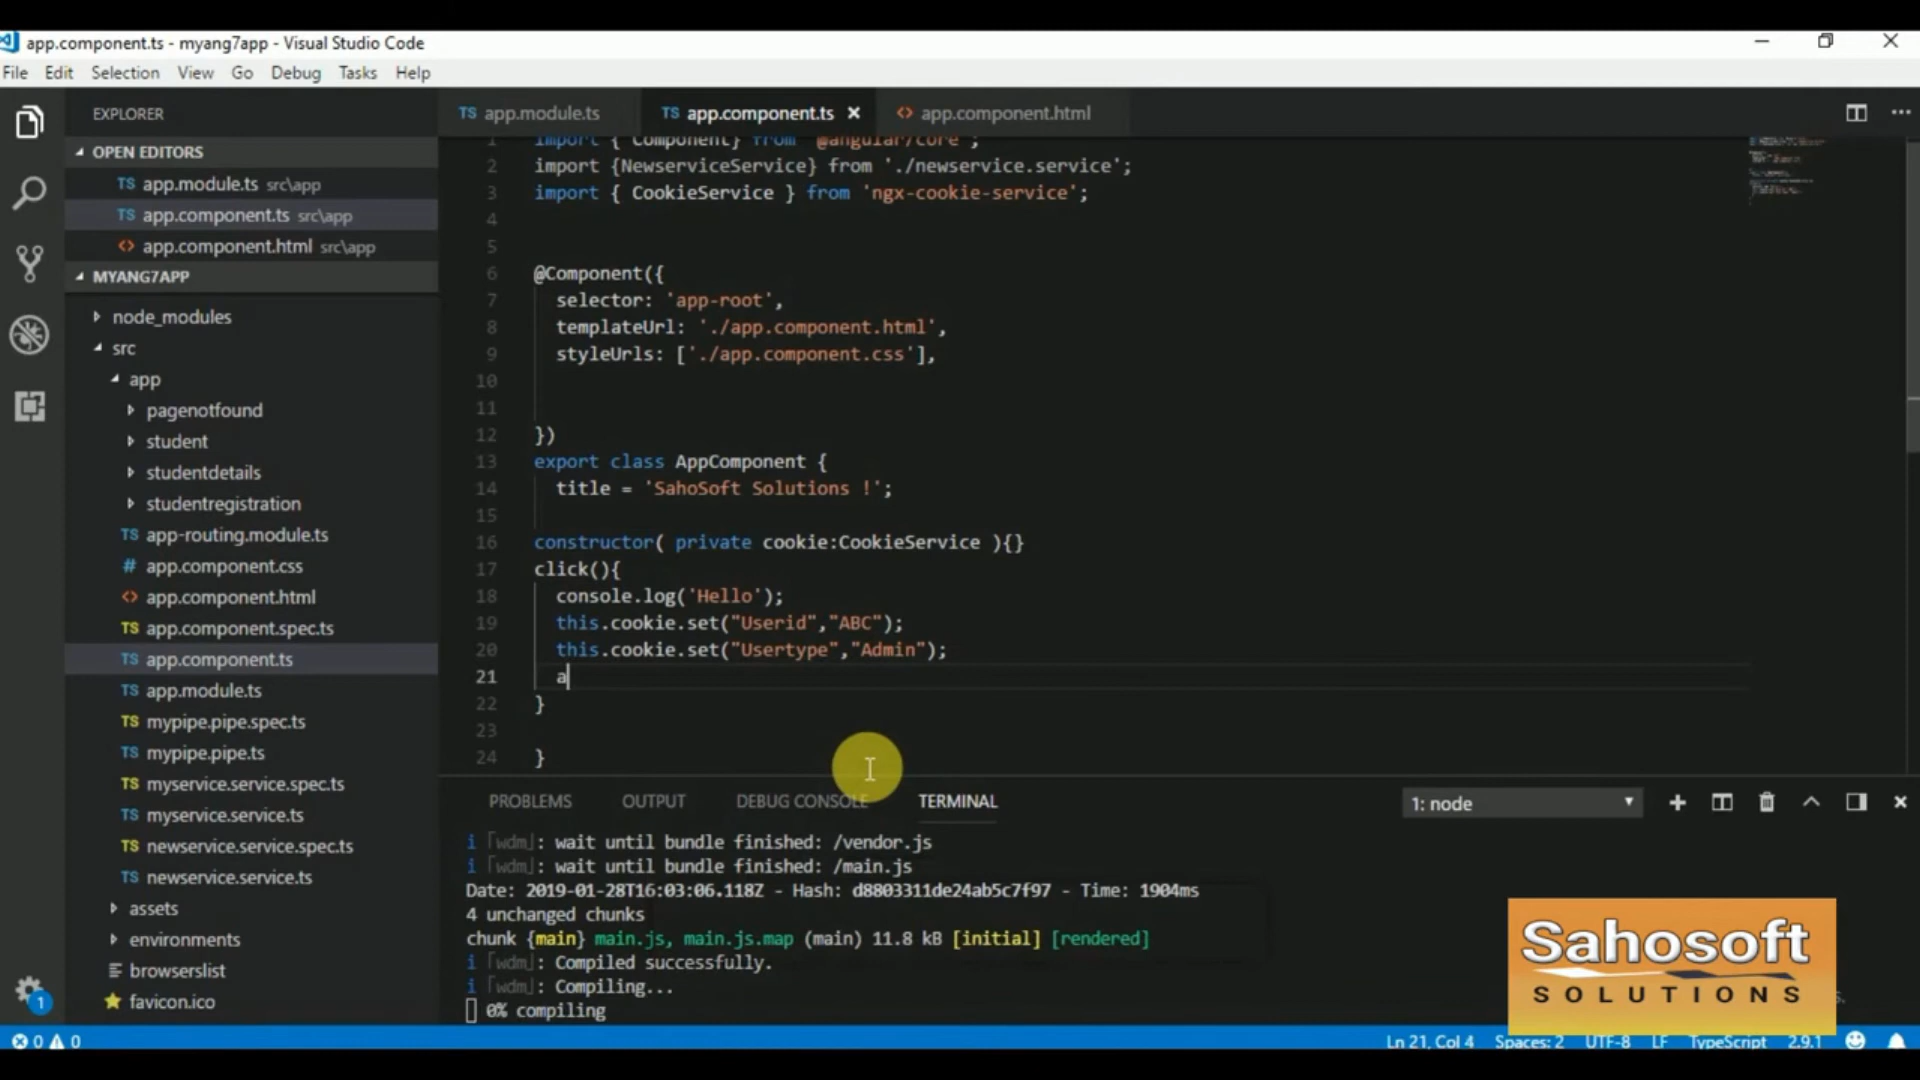 app.component.ts - myang7app - Visual Studio Code
File Edit Selection View Go Debug Tasks Help
EXPLORER
OPEN EDITORS
TS app.module.ts src\app
TS app.component.ts src\app
<> app.component.html src\app
MYANG7APP
node_modules
src
app
pagenotfound
student
studentdetails
studentregistration
TS app-routing.module.ts
# app.component.css
<> app.component.html
TS app.component.spec.ts
TS app.component.ts
TS app.module.ts
TS mypipe.pipe.spec.ts
TS mypipe.pipe.ts
TS myservice.service.spec.ts
TS myservice.service.ts
TS newservice.service.spec.ts
TS newservice.service.ts
assets
environments
browserslist
favicon.ico
1
TS app.module.ts TS app.component.ts <> app.component.html
1 import { Component} from '@angular/core';
2 import {NewserviceService} from './newservice.service';
3 import { CookieService } from 'ngx-cookie-service';
4
5
6 @Component({
7 selector: 'app-root',
8 templateUrl: './app.component.html',
9 styleUrls: ['./app.component.css'],
10
11
12 })
13 export class AppComponent {
14 title = 'SahoSoft Solutions !';
15
16 constructor( private cookie:CookieService ){}
17 click(){
18 console.log('Hello');
19 this.cookie.set("Userid","ABC");
20 this.cookie.set("Usertype","Admin");
21 a
22 }
23
24 }
PROBLEMS OUTPUT DEBUG CONSOLE TERMINAL 1: node
i ｢wdm｣: wait until bundle finished: /vendor.js
i ｢wdm｣: wait until bundle finished: /main.js
Date: 2019-01-28T16:03:06.118Z - Hash: d8803311de24ab5c7f97 - Time: 1904ms
4 unchanged chunks
chunk {main} main.js, main.js.map (main) 11.8 kB [initial] [rendered]
i ｢wdm｣: Compiled successfully.
i ｢wdm｣: Compiling...
0% compiling
Sahosoft
SOLUTIONS
0 0 Ln 21, Col 4 Spaces: 2 UTF-8 LF TypeScript 2.9.1